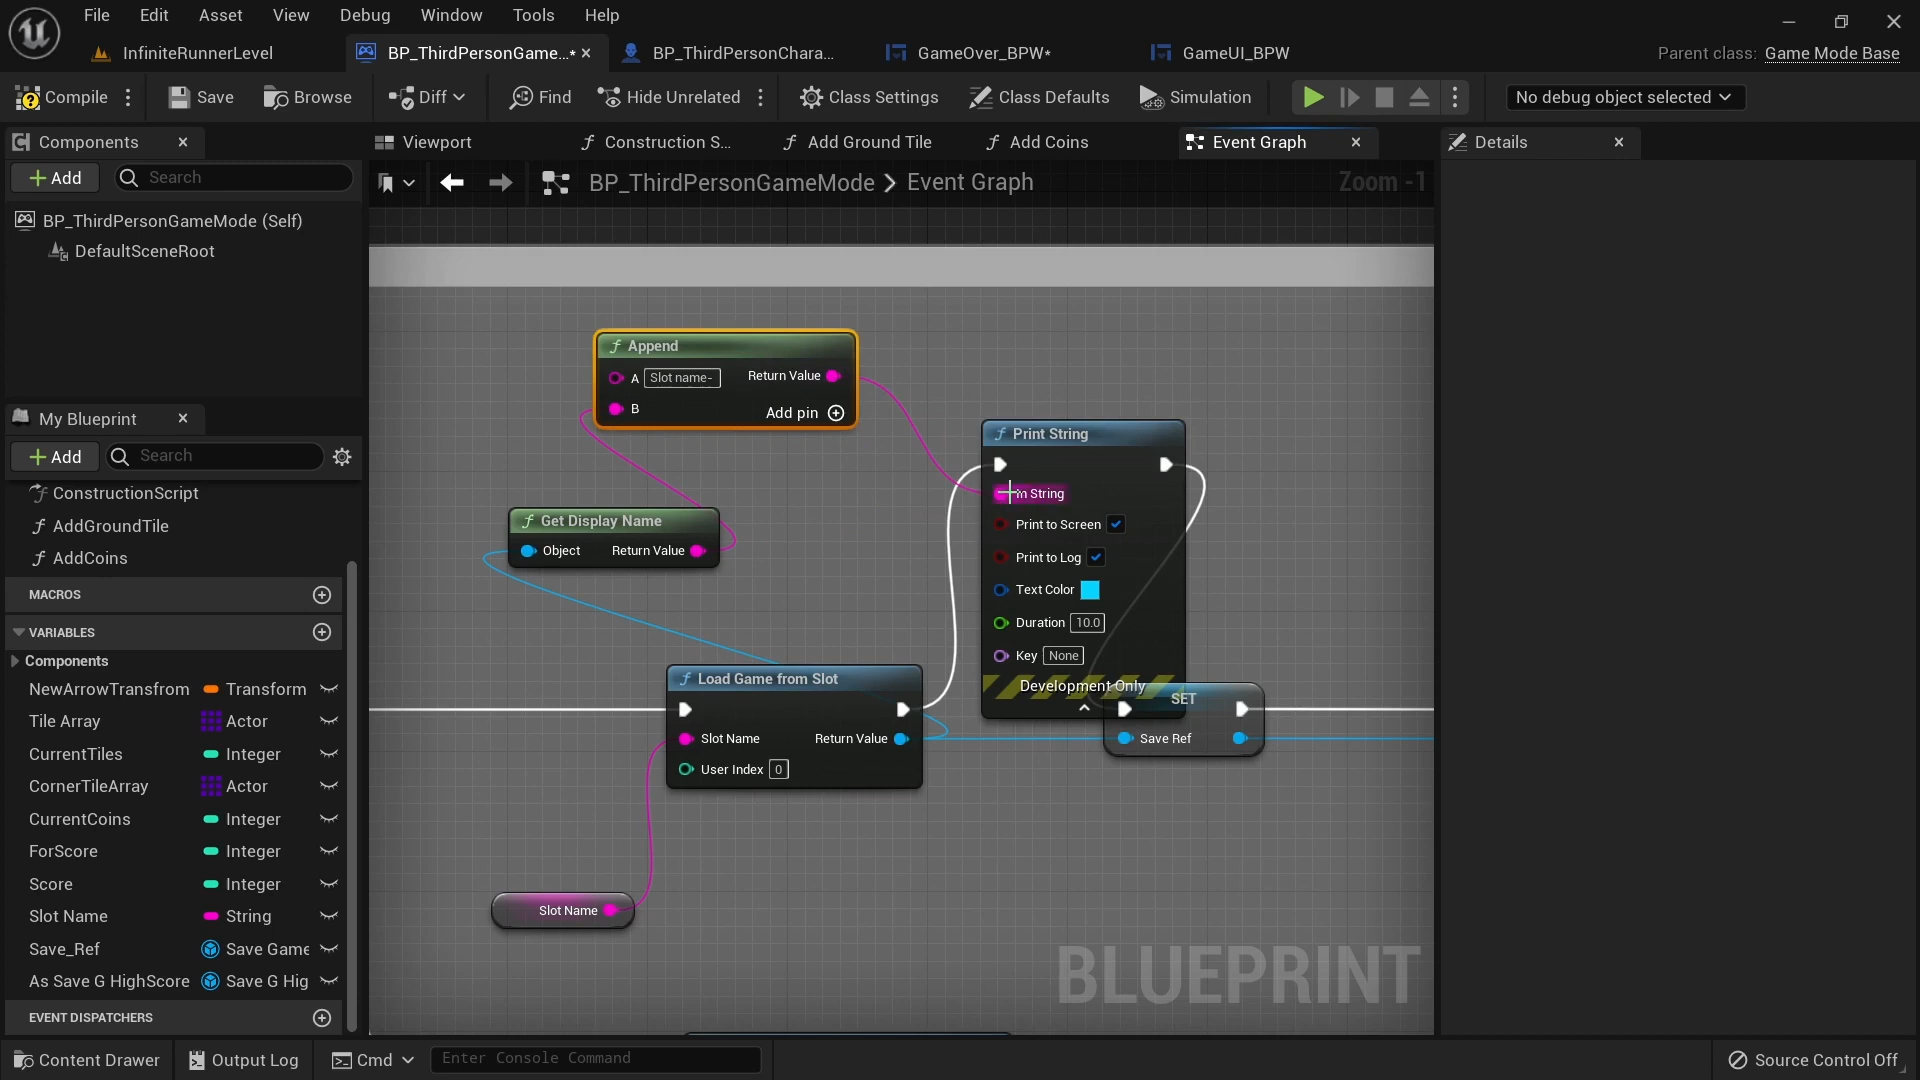 File Edit Asset View Debug Window Tools Help
InfiniteRunnerLevel BP_ThirdPersonGame...* BP_ThirdPersonChara... GameOver_BPW* GameUI_BPW Parent class: Game Mode Base
Compile Save Browse Diff Find Hide Unrelated Class Settings Class Defaults Simulation No debug object selected
Components Viewport Construction S... Add Ground Tile Add Coins Event Graph Details
Add Search BP_ThirdPersonGameMode > Event Graph Zoom -1
BP_ThirdPersonGameMode (Self)
DefaultSceneRoot
Append
A Slot name- Return Value
B Add pin
My Blueprint
Add Search
ConstructionScript
AddGroundTile
AddCoins
MACROS
VARIABLES
Components
NewArrowTransfrom Transform
Tile Array Actor
CurrentTiles Integer
CornerTileArray Actor
CurrentCoins Integer
ForScore Integer
Score Integer
Slot Name String
Save_Ref Save Game
As Save G HighScore Save G Hig
EVENT DISPATCHERS
Print String
In String
Print to Screen
Print to Log
Text Color
Duration 10.0
Key None
Development Only
Get Display Name
Object Return Value
Load Game from Slot
Slot Name Return Value
User Index 0
SET
Save Ref
Slot Name
BLUEPRINT
Content Drawer Output Log Cmd Enter Console Command Source Control Off